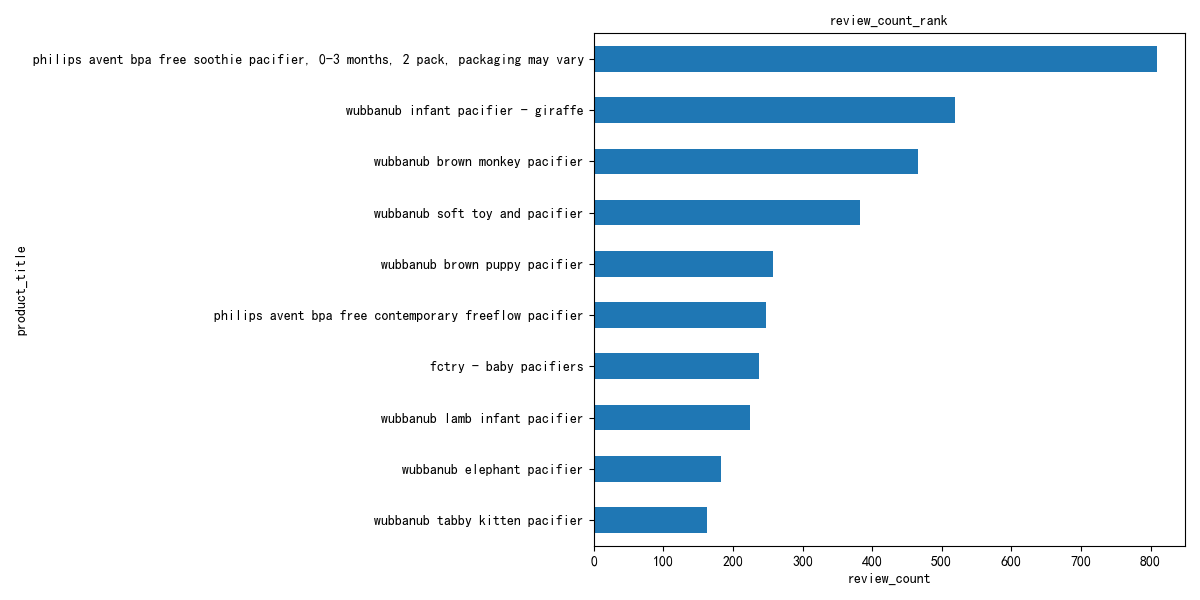 review_count_rank
philips avent bpa free soothie pacifier, 0-3 months, 2 pack, packaging may vary
wubbanub infant pacifier - giraffe
wubbanub brown monkey pacifier
wubbanub soft toy and pacifier
wubbanub brown puppy pacifier
philips avent bpa free contemporary freeflow pacifier
fctry - baby pacifiers
wubbanub lamb infant pacifier
wubbanub elephant pacifier
wubbanub tabby kitten pacifier
product_title
0 100 200 300 400 500 600 700 800
review_count